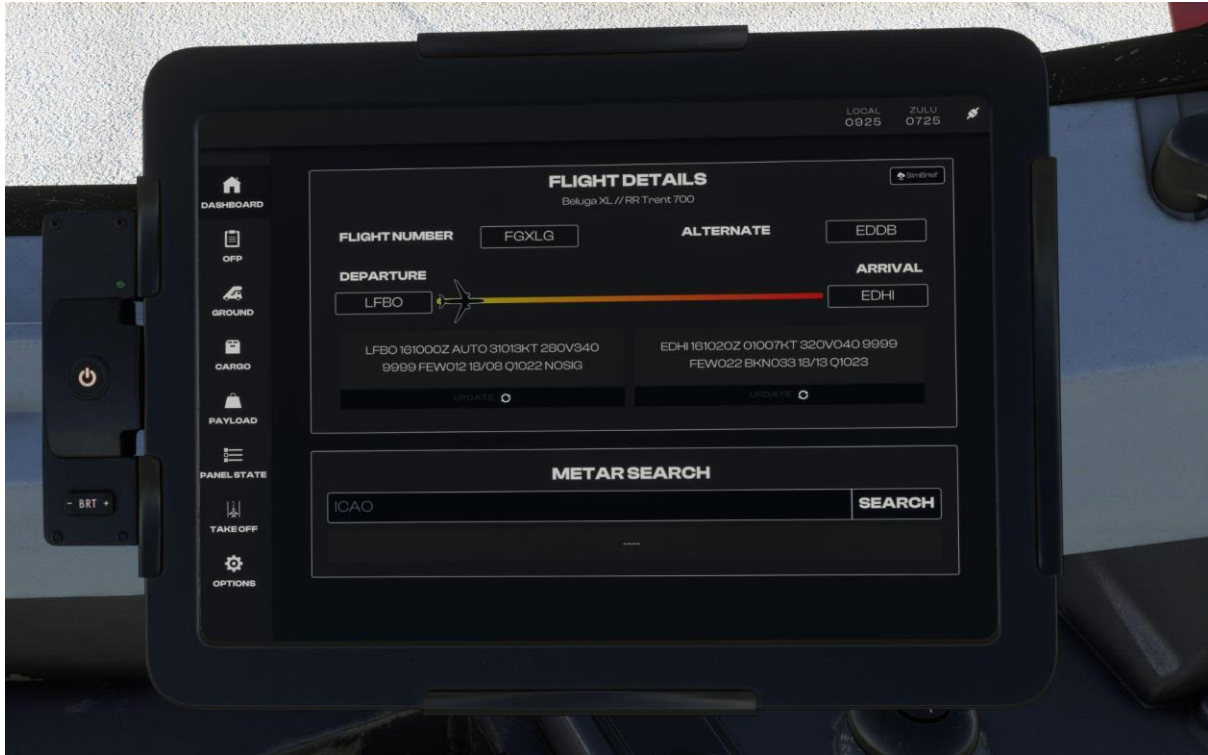 LOCAL ZULU
0925 0725
DASHBOARD
OFP
GROUND
CARGO
PAYLOAD
PANEL STATE
TAKE OFF
OPTIONS
- BRT +
FLIGHT DETAILS
SimBrief
Beluga XL // RR Trent 700
FLIGHT NUMBER FGXLG ALTERNATE EDDB
DEPARTURE ARRIVAL
LFBO EDHI
LFBO 161000Z AUTO 31013KT 280V340
9999 FEW012 18/08 Q1022 NOSIG
UPDATE
EDHI 161020Z 01007KT 320V040 9999
FEW022 BKN033 18/13 Q1023
UPDATE
METAR SEARCH
ICAO SEARCH
----